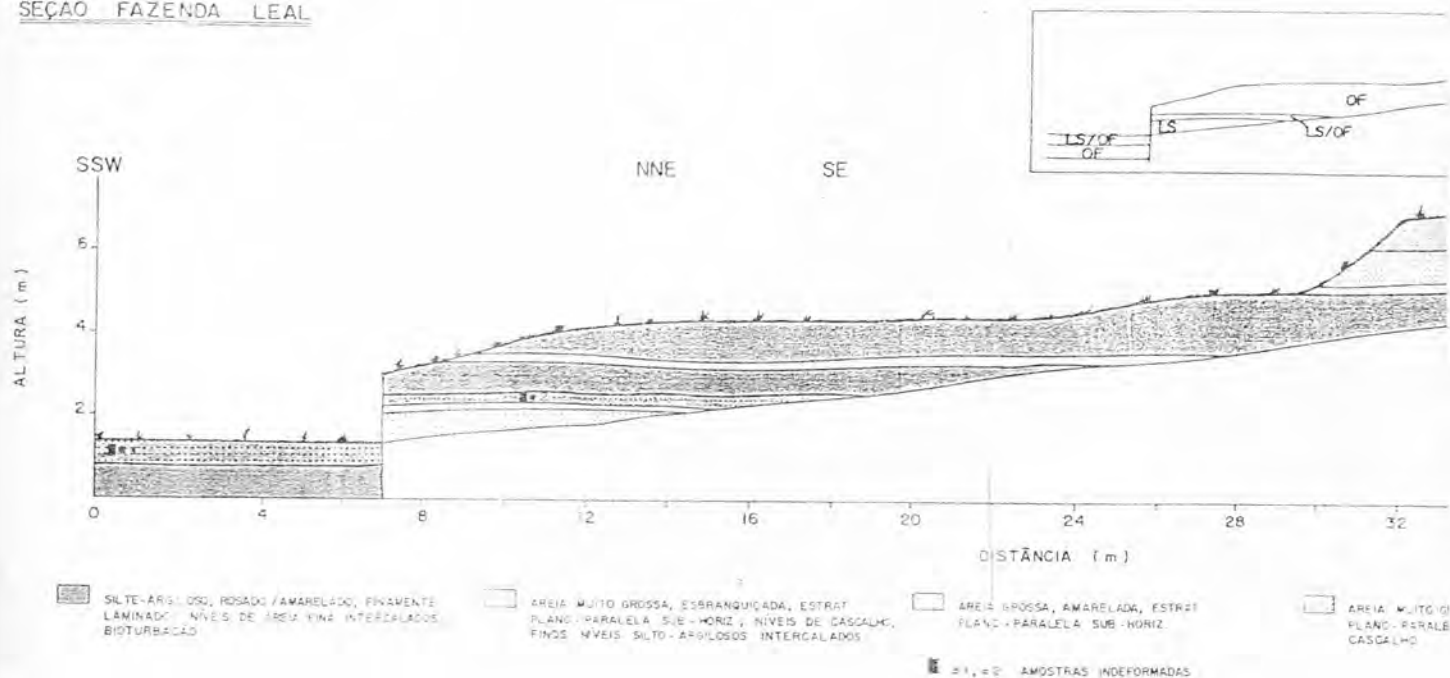 SEÇÃO FAZENDA LEAL
OF
LS
LS/OF
LS/OF
OF
SSW
NNE
SE
ALTURA (m)
6
4
2
0
4
8
12
16
20
24
28
32
DISTÂNCIA (m)
SILTE-ARGILOSO, ROSADO/AMARELADO, FINAMENTE
LAMINADO. NÍVEIS DE AREIA FINA INTERCALADOS.
BIOTURBAÇÃO
AREIA MUITO GROSSA, ESBRANQUIÇADA, ESTRAT
PLANO-PARALELA SUB-HORIZ, NÍVEIS DE CASCALHO,
FINOS NÍVEIS SILTO-ARGILOSOS INTERCALADOS
AREIA GROSSA, AMARELADA, ESTRAT
PLANO-PARALELA SUB-HORIZ
AREIA MUITO
PLANO-PARALE
CASCALHO
AMOSTRAS INDEFORMADAS